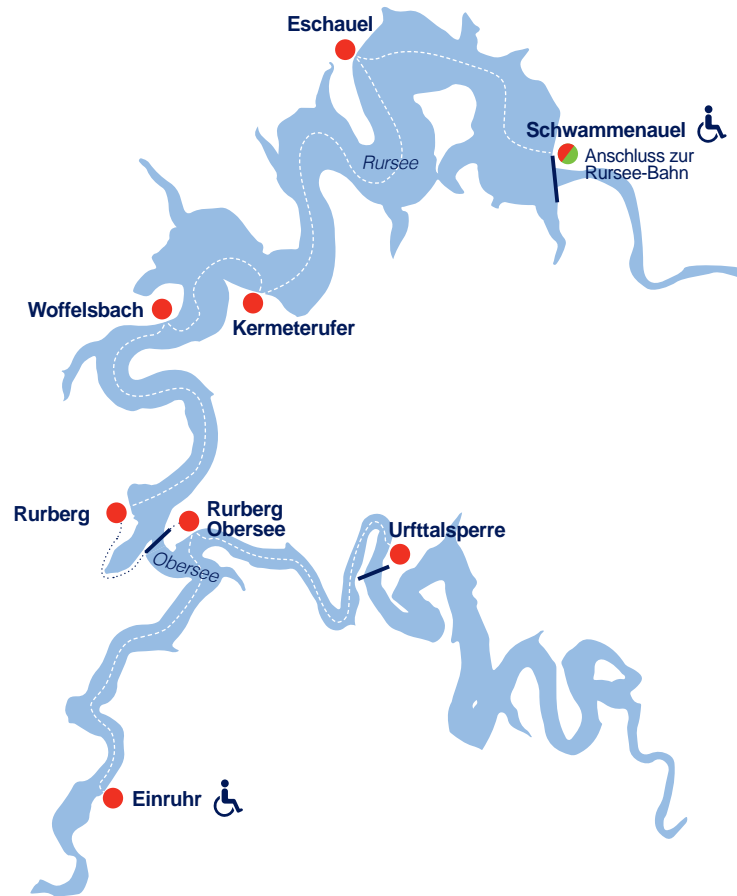 Eschauel
Schwammenauel
Anschluss zur
Rursee-Bahn
Rursee
Woffelsbach
Kermeterufer
Rurberg
Rurberg
Obersee
Urfttalsperre
Obersee
Einruhr